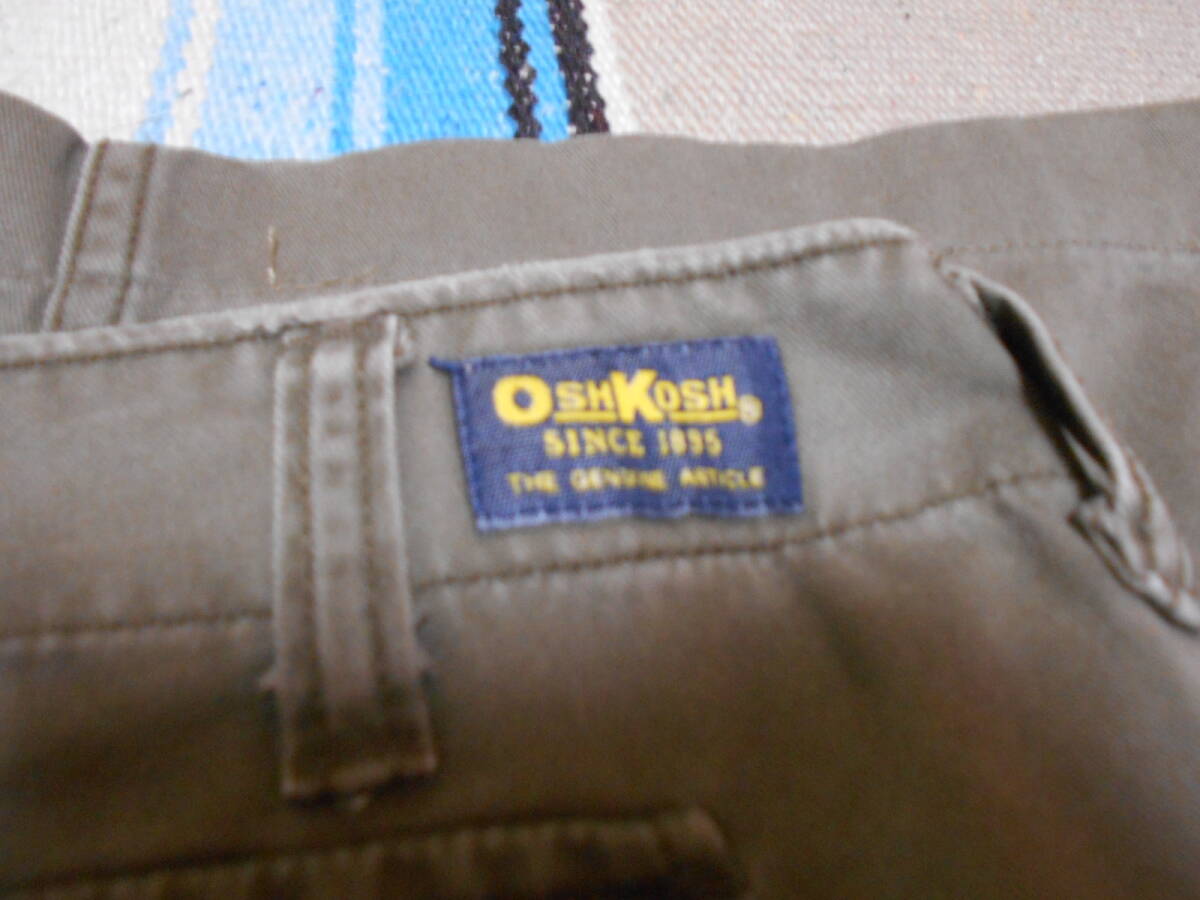 OSHKOSH®
SINCE 1895
THE GENUINE ARTICLE